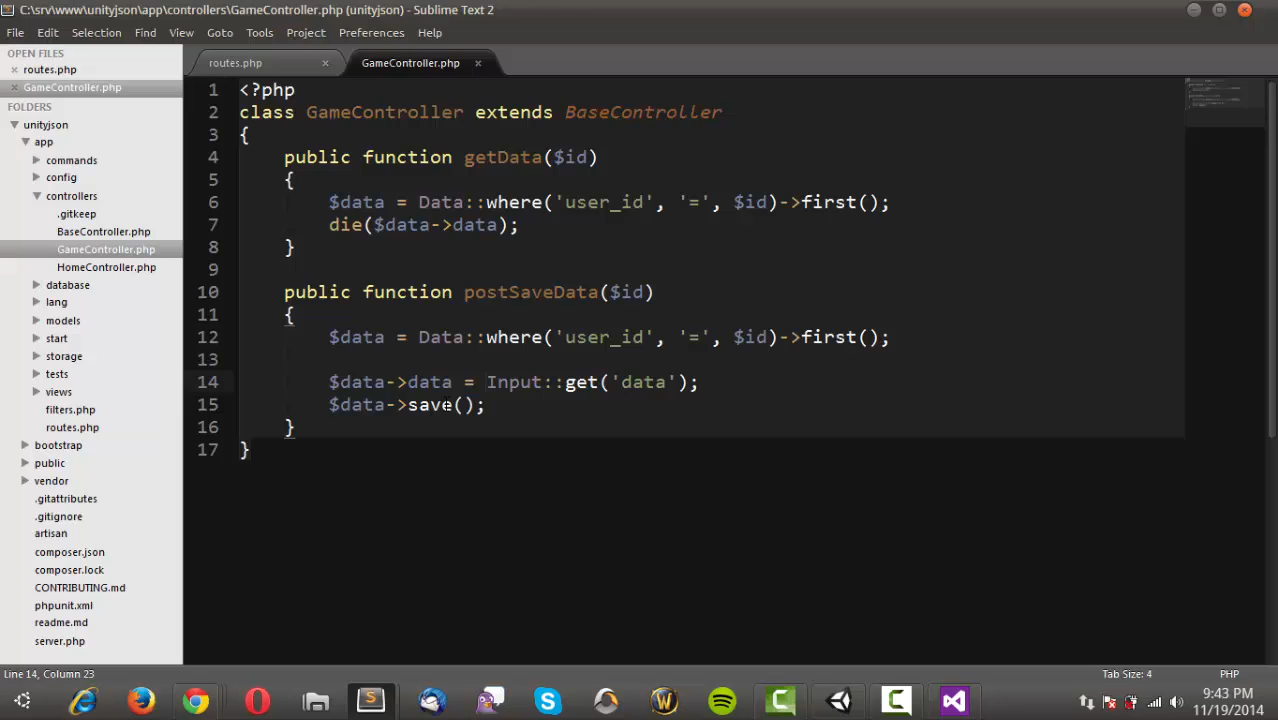 C:\srv\www\unityjson\app\controllers\GameController.php (unityjson) - Sublime Text 2
File Edit Selection Find View Goto Tools Project Preferences Help
OPEN FILES
routes.php
GameController.php
FOLDERS
unityjson
app
commands
config
controllers
.gitkeep
BaseController.php
GameController.php
HomeController.php
database
lang
models
start
storage
tests
views
filters.php
routes.php
bootstrap
public
vendor
.gitattributes
.gitignore
artisan
composer.json
composer.lock
CONTRIBUTING.md
phpunit.xml
readme.md
server.php
routes.php GameController.php
1 <?php
2 class GameController extends BaseController
3 {
4 public function getData($id)
5 {
6 $data = Data::where('user_id', '=', $id)->first();
7 die($data->data);
8 }
9
10 public function postSaveData($id)
11 {
12 $data = Data::where('user_id', '=', $id)->first();
13
14 $data->data = Input::get('data');
15 $data->save();
16 }
17 }
Line 14, Column 23 Tab Size: 4 PHP
9:43 PM
11/19/2014